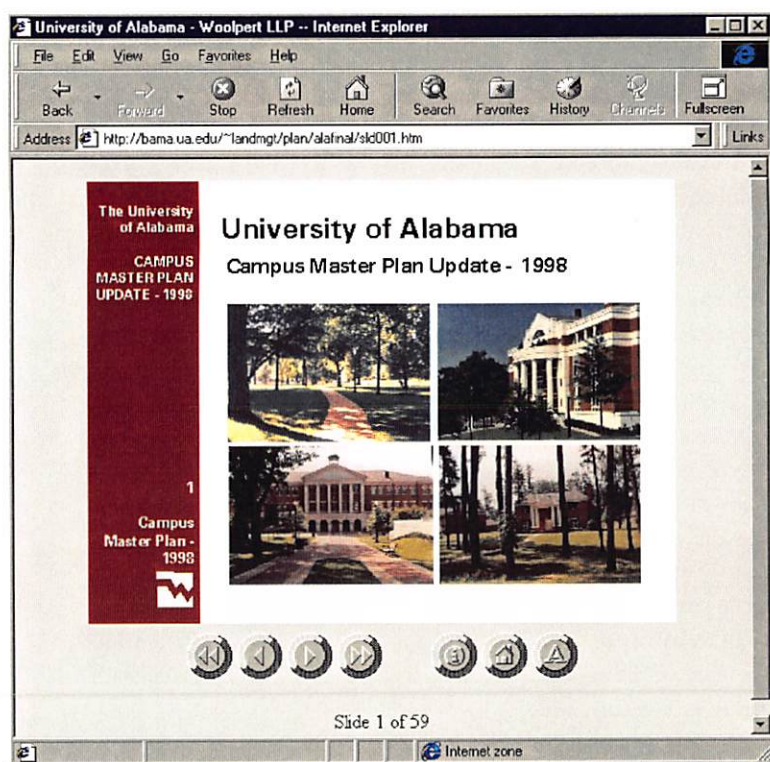 University of Alabama - Woolpert LLP -- Internet Explorer
File Edit View Go Favorites Help
Back Forward Stop Refresh Home Search Favorites History Channels Fullscreen
Address http://bama.ua.edu/~landmgt/plan/alafinal/sld001.htm Links
The University
of Alabama
CAMPUS
MASTER PLAN
UPDATE - 1998
University of Alabama
Campus Master Plan Update - 1998
1
Campus
Master Plan -
1998
Slide 1 of 59
Internet zone